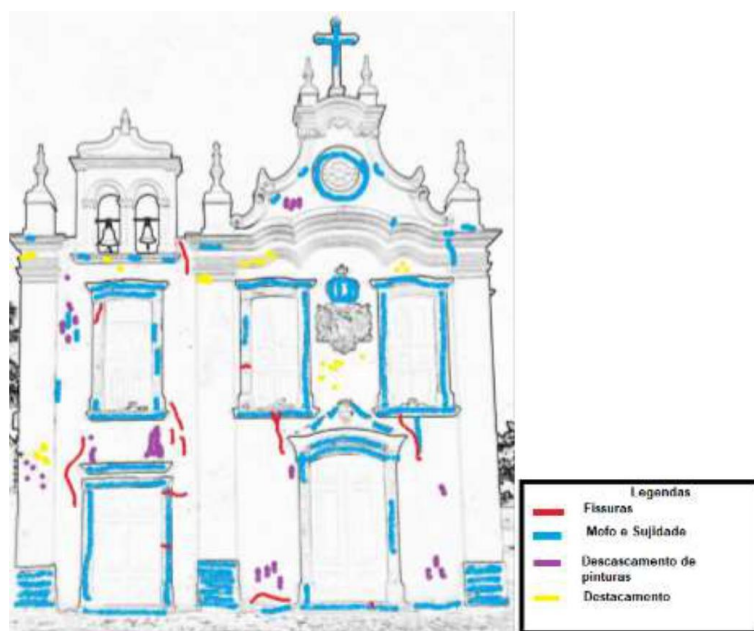 Legendas
Fissuras
Mofo e Sujidade
Descascamento de
pinturas
Destacamento